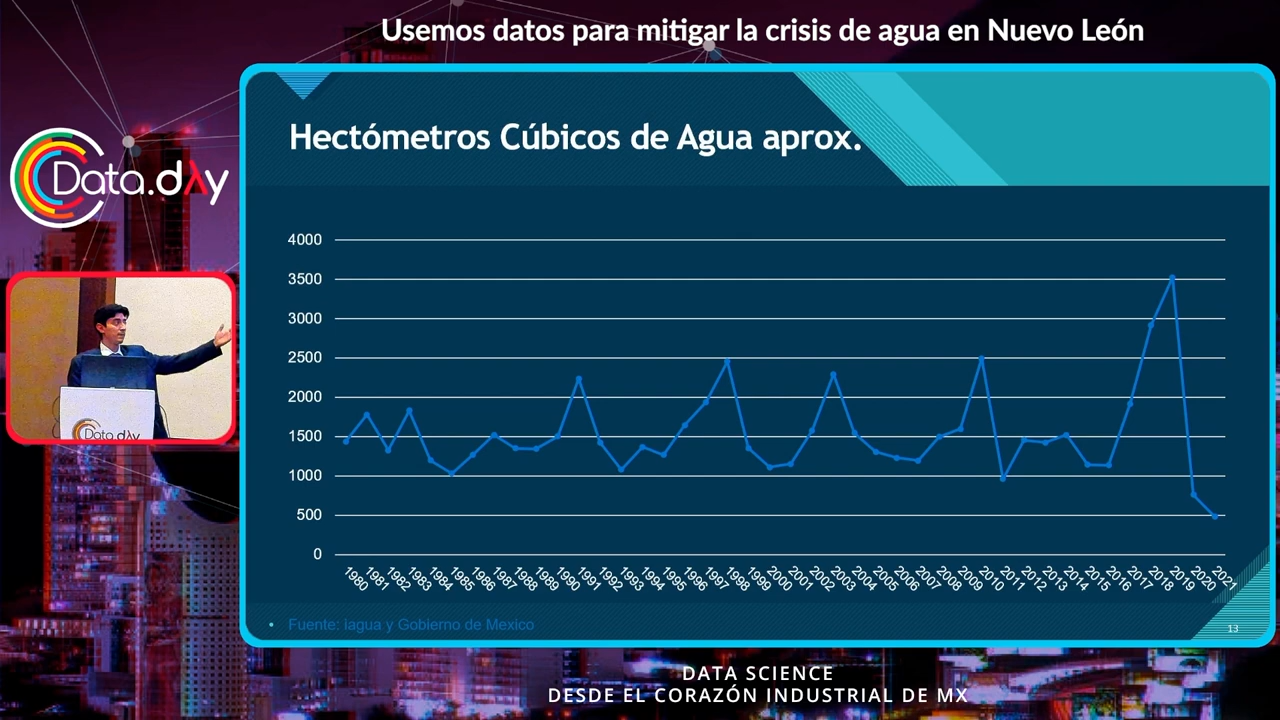 Usemos datos para mitigar la crisis de agua en Nuevo León
Hectómetros Cúbicos de Agua aprox.
Data.dλy
4000
3500
3000
2500
2000
1500
1000
500
0
1980 1981 1982 1983 1984 1985 1986 1987 1988 1989 1990 1991 1992 1993 1994 1995 1996 1997 1998 1999 2000 2001 2002 2003 2004 2005 2006 2007 2008 2009 2010 2011 2012 2013 2014 2015 2016 2017 2018 2019 2020 2021
Data.dλy
• Fuente: Iagua y Gobierno de Mexico
13
DATA SCIENCE
DESDE EL CORAZÓN INDUSTRIAL DE MX